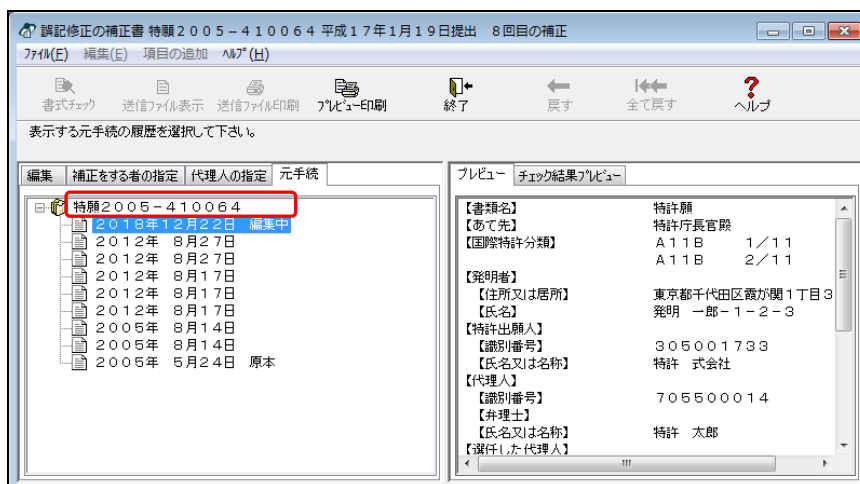 誤記修正の補正書 特願２００５－４１００６４ 平成１７年１月１９日提出　８回目の補正
ﾌｧｲﾙ(F)　編集(E)　項目の追加　ﾍﾙﾌﾟ(H)
書式ﾁｪｯｸ　送信ﾌｧｲﾙ表示　送信ﾌｧｲﾙ印刷　ﾌﾟﾚﾋﾞｭｰ印刷　終了　戻す　全て戻す　ヘルプ
表示する元手続の履歴を選択して下さい。
編集　補正をする者の指定　代理人の指定　元手続
特願２００５－４１００６４
２０１８年１２月２２日　編集中
２０１２年　８月２７日
２０１２年　８月２７日
２０１２年　８月１７日
２０１２年　８月１７日
２０１２年　８月１７日
２００５年　８月１４日
２００５年　８月１４日
２００５年　５月２４日　原本
プレビュー　チェック結果ﾌﾟﾚﾋﾞｭｰ
【書類名】　特許願
【あて先】　特許庁長官殿
【国際特許分類】　Ａ１１Ｂ　１／１１
Ａ１１Ｂ　２／１１
【発明者】
【住所又は居所】　東京都千代田区霞が関１丁目３
【氏名】　発明　一郎－１－２－３
【特許出願人】
【識別番号】　３０５００１７３３
【氏名又は名称】　特許　式会社
【代理人】
【識別番号】　７０５５０００１４
【弁理士】
【氏名又は名称】　特許　太郎
【選任した代理人】